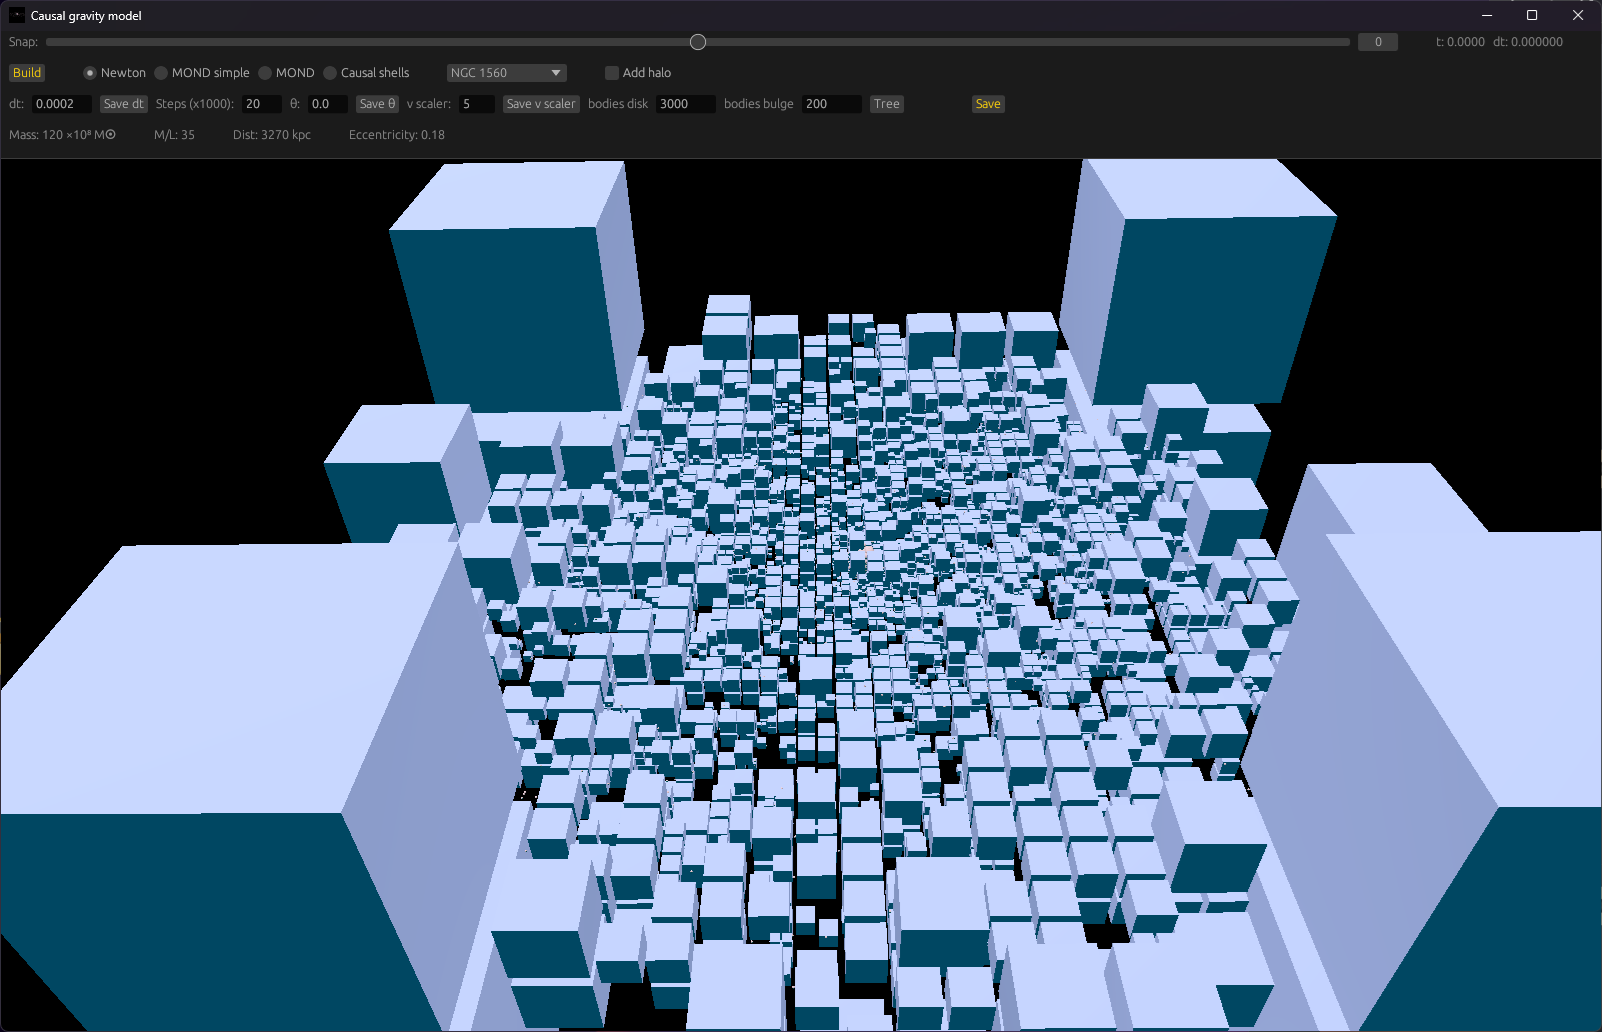 Causal gravity model
Snap: 0 t: 0.0000 dt: 0.000000
Build Newton MOND simple MOND Causal shells NGC 1560 Add halo
dt: 0.0002 Save dt Steps (x1000): 20 θ: 0.0 Save θ v scaler: 5 Save v scaler bodies disk 3000 bodies bulge 200 Tree Save
Mass: 120 ×10⁸ M☉ M/L: 35 Dist: 3270 kpc Eccentricity: 0.18